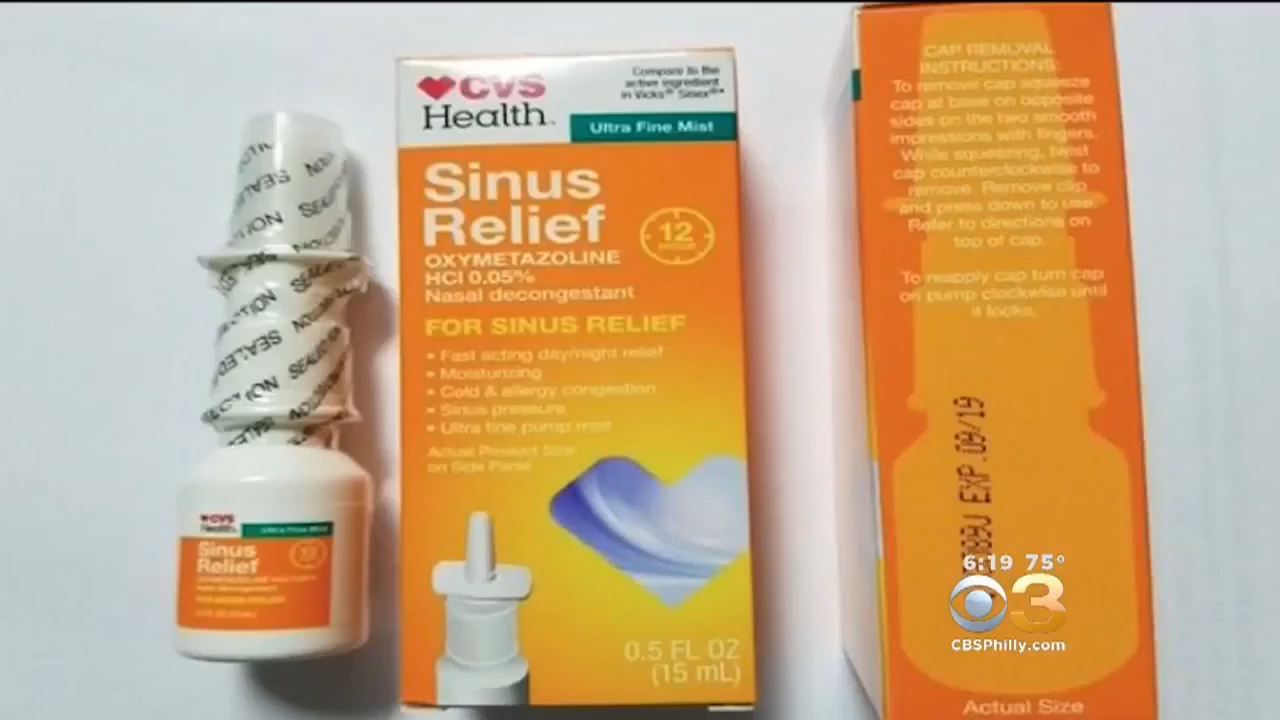 CVS
Health™
Compare to the
active ingredient
in Vicks® Sinex®*
Ultra Fine Mist
Sinus
Relief
12
HOUR
OXYMETAZOLINE
HCl 0.05%
Nasal decongestant
FOR SINUS RELIEF
• Fast acting day/night relief
• Moisturizing
• Cold & allergy congestion
• Sinus pressure
• Ultra fine pump mist
Actual Product Size
on Side Panel
0.5 FL OZ
(15 mL)
SEALED
SEALED
CVS
Health
Ultra Fine Mist
Sinus
Relief
12
CAP REMOVAL
INSTRUCTIONS:
To remove cap squeeze
cap at base on opposite
sides on the two smooth
impressions with fingers.
While squeezing, twist
cap counterclockwise to
remove. Remove clip
and press down to use.
Refer to directions on
top of cap.
To reapply cap turn cap
on pump clockwise until
it locks.
EXP.09/19
Actual Size
6:19 75°
3
CBSPhilly.com